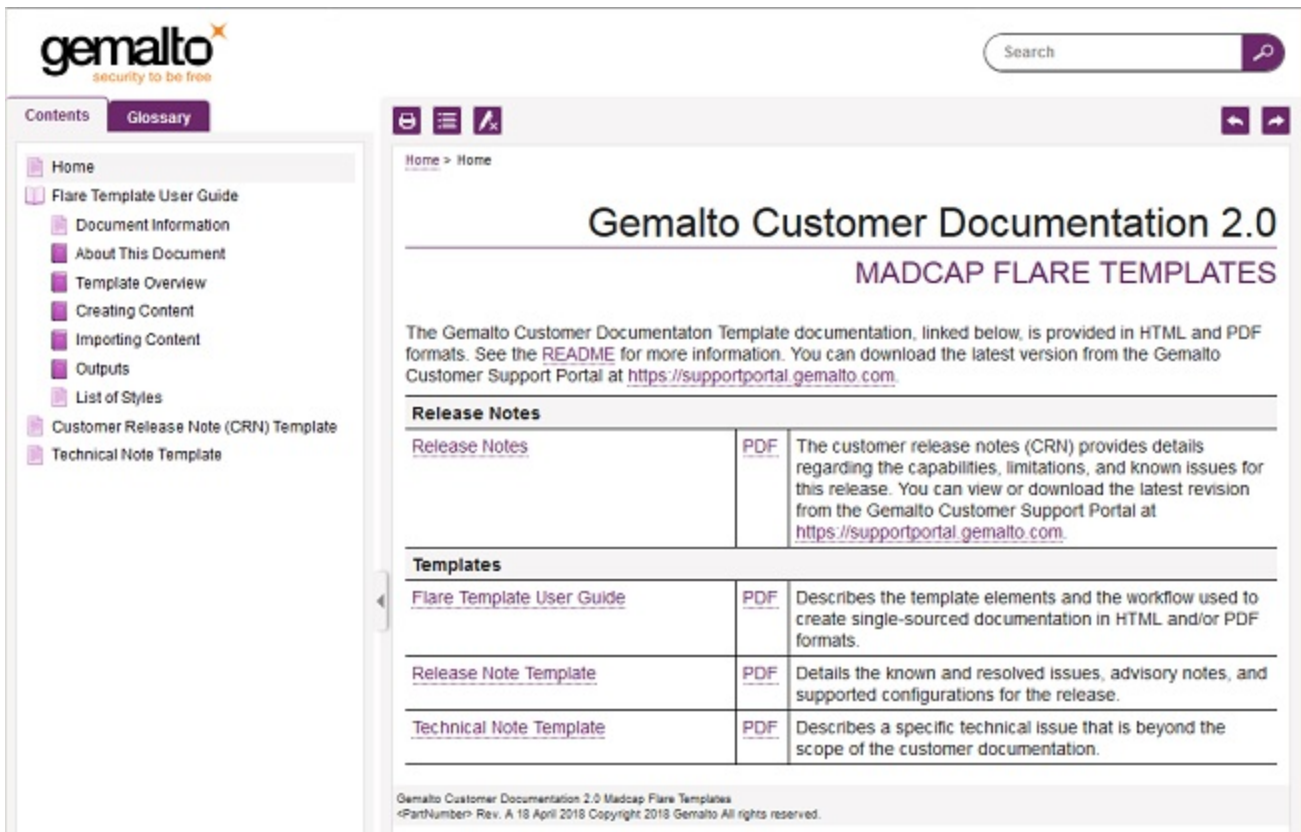 gemalto
security to be free
Search
Contents
Glossary
Home
Flare Template User Guide
Document Information
About This Document
Template Overview
Creating Content
Importing Content
Outputs
List of Styles
Customer Release Note (CRN) Template
Technical Note Template
Home > Home
Gemalto Customer Documentation 2.0
MADCAP FLARE TEMPLATES
The Gemalto Customer Documentaton Template documentation, linked below, is provided in HTML and PDF
formats. See the README for more information. You can download the latest version from the Gemalto
Customer Support Portal at https://supportportal.gemalto.com.
Release Notes
Release Notes PDF The customer release notes (CRN) provides details
regarding the capabilities, limitations, and known issues for
this release. You can view or download the latest revision
from the Gemalto Customer Support Portal at
https://supportportal.gemalto.com.
Templates
Flare Template User Guide PDF Describes the template elements and the workflow used to
create single-sourced documentation in HTML and/or PDF
formats.
Release Note Template PDF Details the known and resolved issues, advisory notes, and
supported configurations for the release.
Technical Note Template PDF Describes a specific technical issue that is beyond the
scope of the customer documentation.
Gemalto Customer Documentation 2.0 Madcap Flare Templates
<PartNumber> Rev. A 18 April 2018 Copyright 2018 Gemalto All rights reserved.